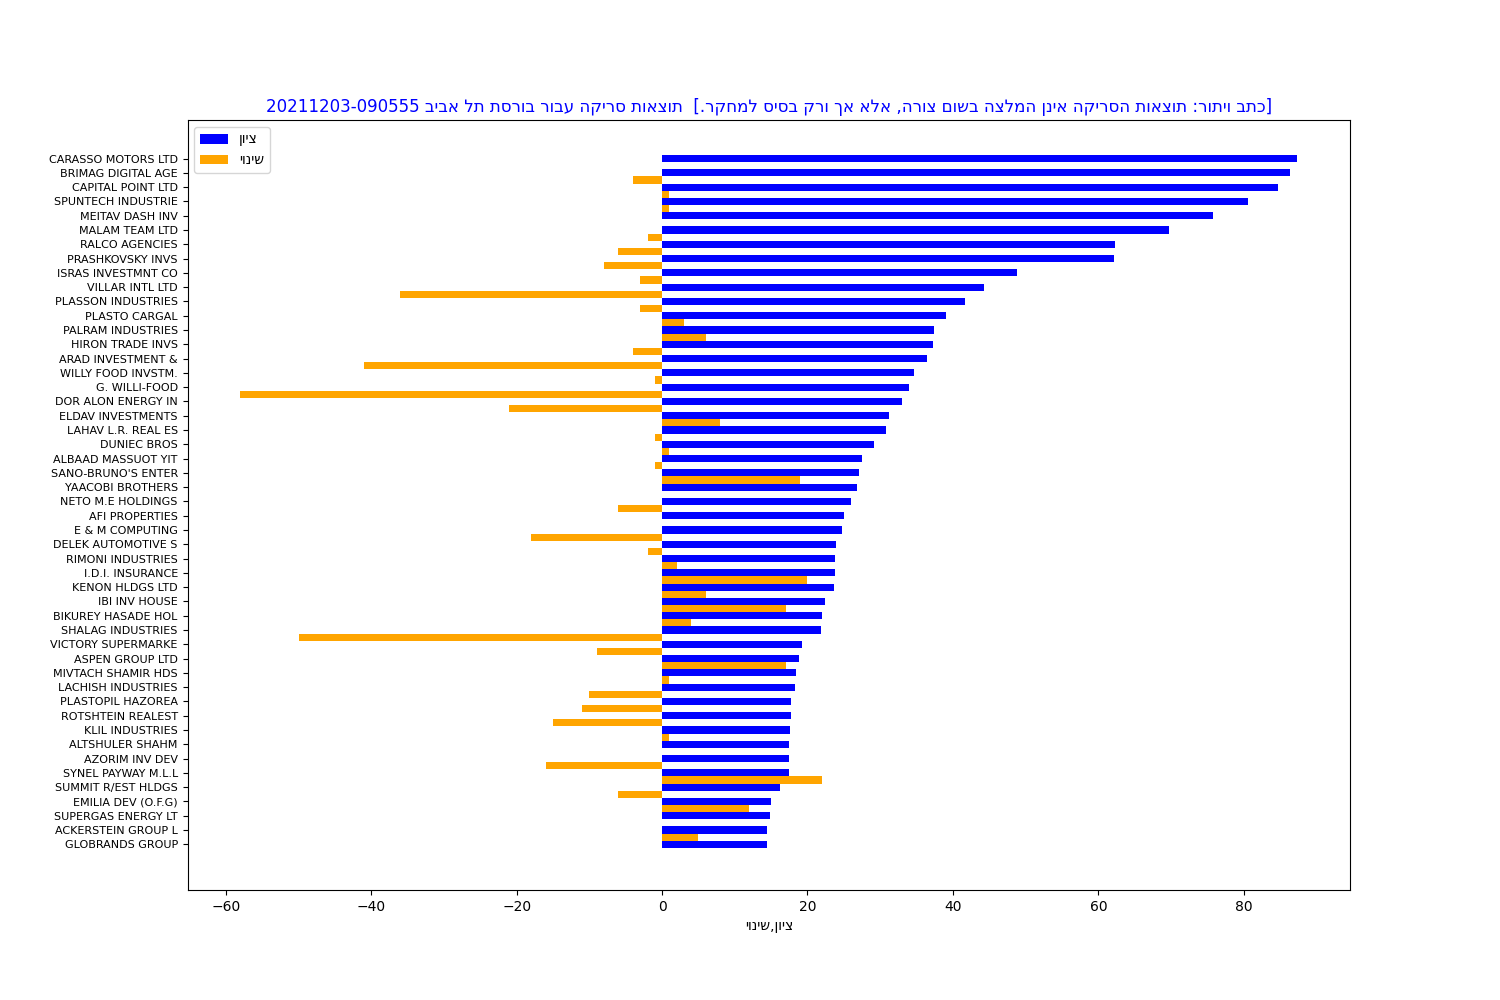 [כתב ויתור: תוצאות הסריקה אינן המלצה בשום צורה, אלא אך ורק בסיס למחקר.]  תוצאות סריקה עבור בורסת תל אביב 20211203-090555
ציון
שינוי
CARASSO MOTORS LTD
BRIMAG DIGITAL AGE
CAPITAL POINT LTD
SPUNTECH INDUSTRIE
MEITAV DASH INV
MALAM TEAM LTD
RALCO AGENCIES
PRASHKOVSKY INVS
ISRAS INVESTMNT CO
VILLAR INTL LTD
PLASSON INDUSTRIES
PLASTO CARGAL
PALRAM INDUSTRIES
HIRON TRADE INVS
ARAD INVESTMENT &
WILLY FOOD INVSTM.
G. WILLI-FOOD
DOR ALON ENERGY IN
ELDAV INVESTMENTS
LAHAV L.R. REAL ES
DUNIEC BROS
ALBAAD MASSUOT YIT
SANO-BRUNO'S ENTER
YAACOBI BROTHERS
NETO M.E HOLDINGS
AFI PROPERTIES
E & M COMPUTING
DELEK AUTOMOTIVE S
RIMONI INDUSTRIES
I.D.I. INSURANCE
KENON HLDGS LTD
IBI INV HOUSE
BIKUREY HASADE HOL
SHALAG INDUSTRIES
VICTORY SUPERMARKE
ASPEN GROUP LTD
MIVTACH SHAMIR HDS
LACHISH INDUSTRIES
PLASTOPIL HAZOREA
ROTSHTEIN REALEST
KLIL INDUSTRIES
ALTSHULER SHAHM
AZORIM INV DEV
SYNEL PAYWAY M.L.L
SUMMIT R/EST HLDGS
EMILIA DEV (O.F.G)
SUPERGAS ENERGY LT
ACKERSTEIN GROUP L
GLOBRANDS GROUP
−60 −40 −20 0 20 40 60 80
ציון,שינוי